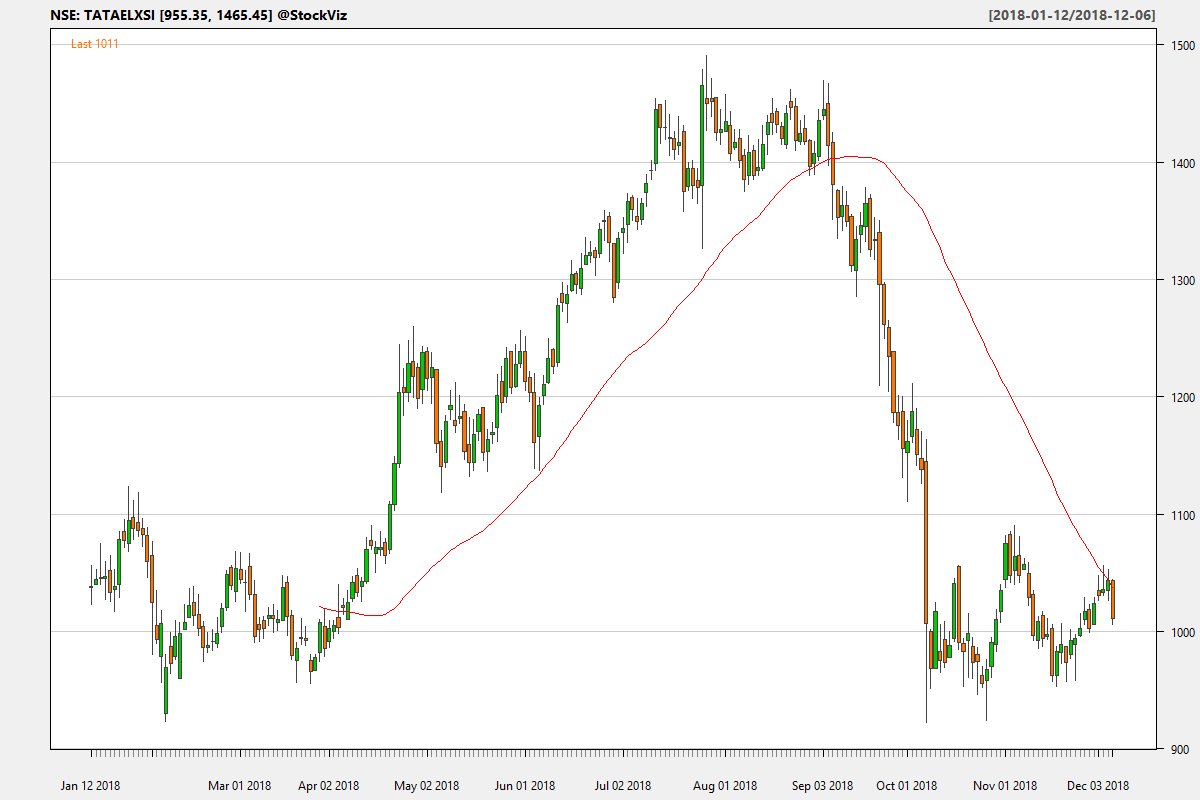 NSE: TATAELXSI [955.35, 1465.45] @StockViz [2018-01-12/2018-12-06]
Last 1011
1500
1400
1300
1200
1100
1000
900
Jan 12 2018 Mar 01 2018 Apr 02 2018 May 02 2018 Jun 01 2018 Jul 02 2018 Aug 01 2018 Sep 03 2018 Oct 01 2018 Nov 01 2018 Dec 03 2018